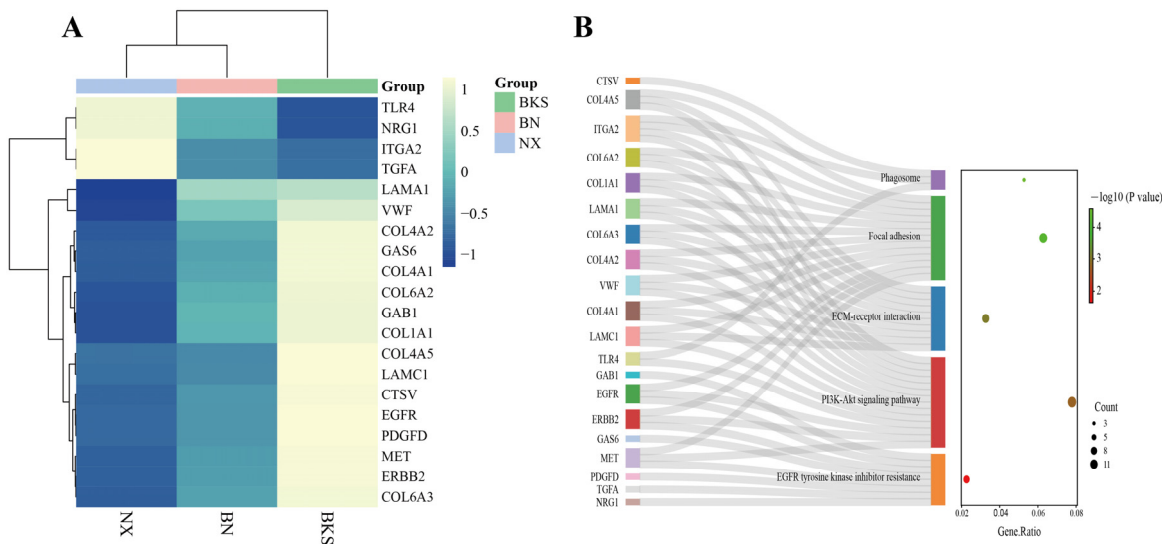 A
Group
TLR4
NRG1
ITGA2
TGFA
LAMA1
VWF
COL4A2
GAS6
COL4A1
COL6A2
GAB1
COL1A1
COL4A5
LAMC1
CTSV
EGFR
PDGFD
MET
ERBB2
COL6A3
NX
BN
BKS
1
0.5
0
−0.5
−1
Group
BKS
BN
NX
B
CTSV
COL4A5
ITGA2
COL6A2
COL1A1
LAMA1
COL6A3
COL4A2
VWF
COL4A1
LAMC1
TLR4
GAB1
EGFR
ERBB2
GAS6
MET
PDGFD
TGFA
NRG1
Phagosome
Focal adhesion
ECM-receptor interaction
PI3K-Akt signaling pathway
EGFR tyrosine kinase inhibitor resistance
0.02 0.04 0.06 0.08
Gene.Ratio
−log10 (P value)
4
3
2
Count
3
5
8
11